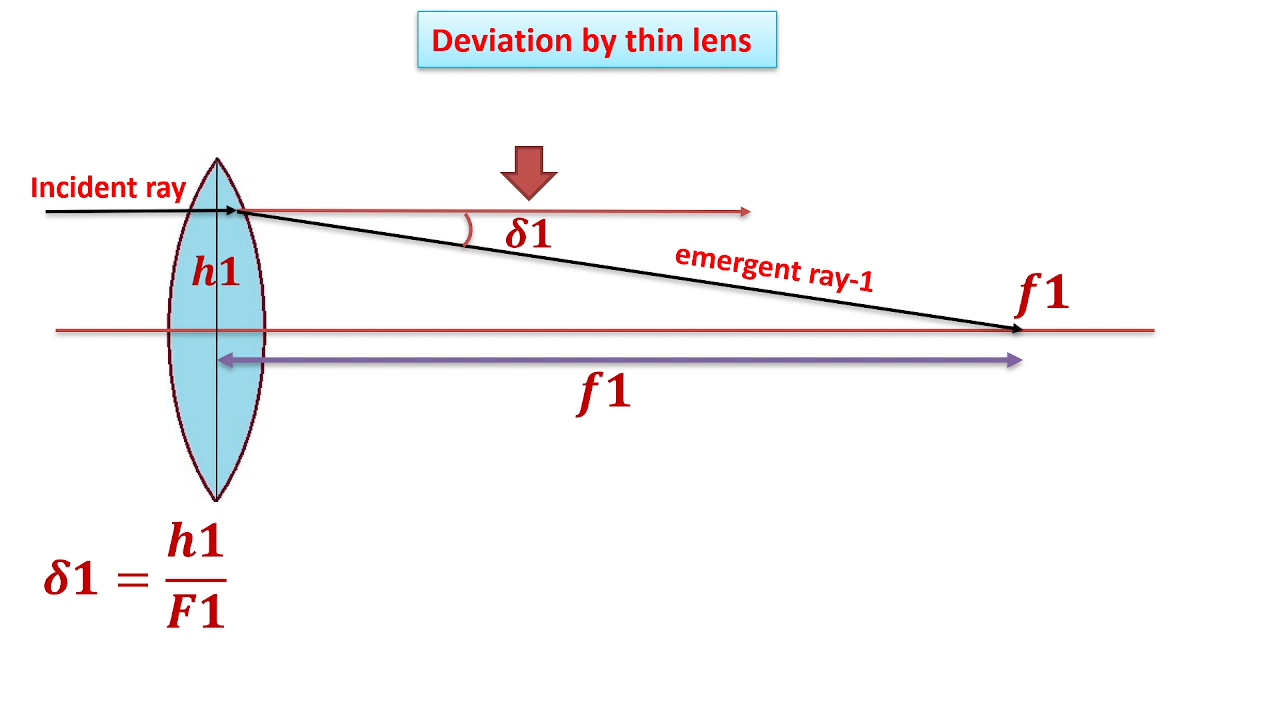 Deviation by thin lens
Incident ray
δ1
h1
emergent ray-1
f1
f1
δ1 = h1/F1